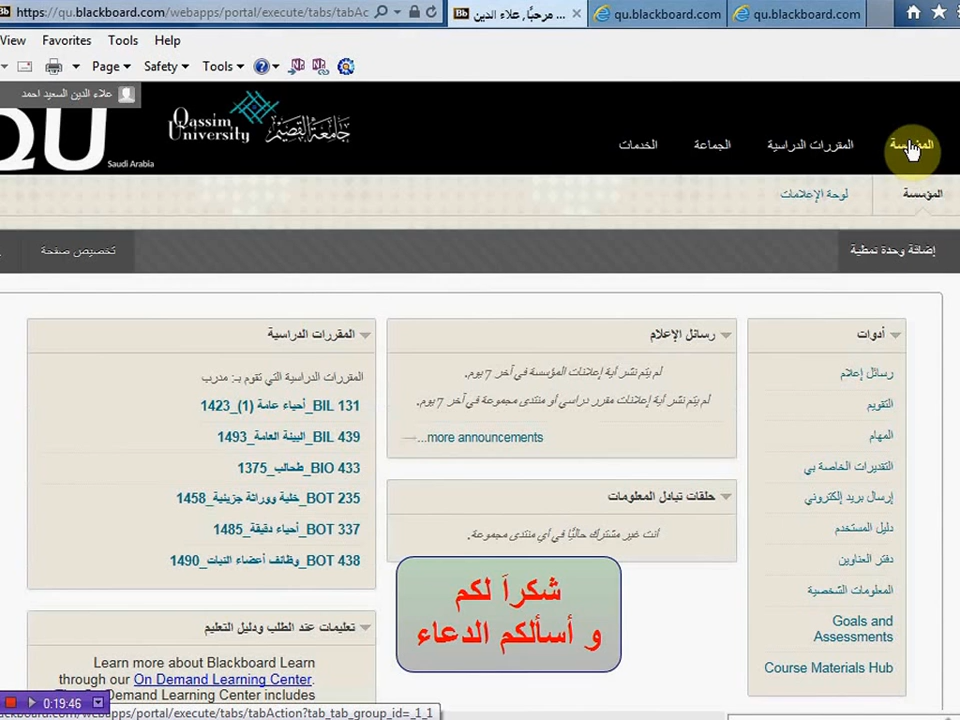 https://qu.blackboard.com/webapps/portal/execute/tabs/tabAc
Bb مرحبًا, علاء الدين ...
qu.blackboard.com
qu.blackboard.com
View Favorites Tools Help
Page Safety Tools
علاء الدين السعيد احمد
QU
Saudi Arabia
Qassim
University
جامعة القصيم
المؤسسة
المقررات الدراسية
الجماعة
الخدمات
المؤسسة
لوحة الإعلامات
إضافة وحدة نمطية
تخصيص صفحة
أدوات
رسائل إعلام
التقويم
المهام
التقديرات الخاصة بي
إرسال بريد إلكتروني
دليل المستخدم
دفتر العناوين
المعلومات الشخصية
Goals and
Assessments
Course Materials Hub
رسائل الإعلام
لم يتم نشر أية إعلانات المؤسسة في آخر 7 يوم.
لم يتم نشر أية إعلانات مقرر دراسي أو منتدى مجموعة في آخر 7 يوم.
more announcements...
حلقات تبادل المعلومات
أنت غير مشترك حاليًا في أي منتدى مجموعة.
المقررات الدراسية
المقررات الدراسية التي تقوم بـ: مدرب
BIL 131_أحياء عامة (1)_1423
BIL 439_البيئة العامة_1493
BIO 433_طحالب_1375
BOT 235_خلية ووراثة جزيئية_1458
BOT 337_أحياء دقيقة_1485
BOT 438_وظائف أعضاء النبات_1490
تعليمات عند الطلب ودليل التعليم
Learn more about Blackboard Learn
through our On Demand Learning Center.
The On Demand Learning Center includes
شكراً لكم
و أسألكم الدعاء
0:19:46
board.com/webapps/portal/execute/tabs/tabAction?tab_tab_group_id=_1_1